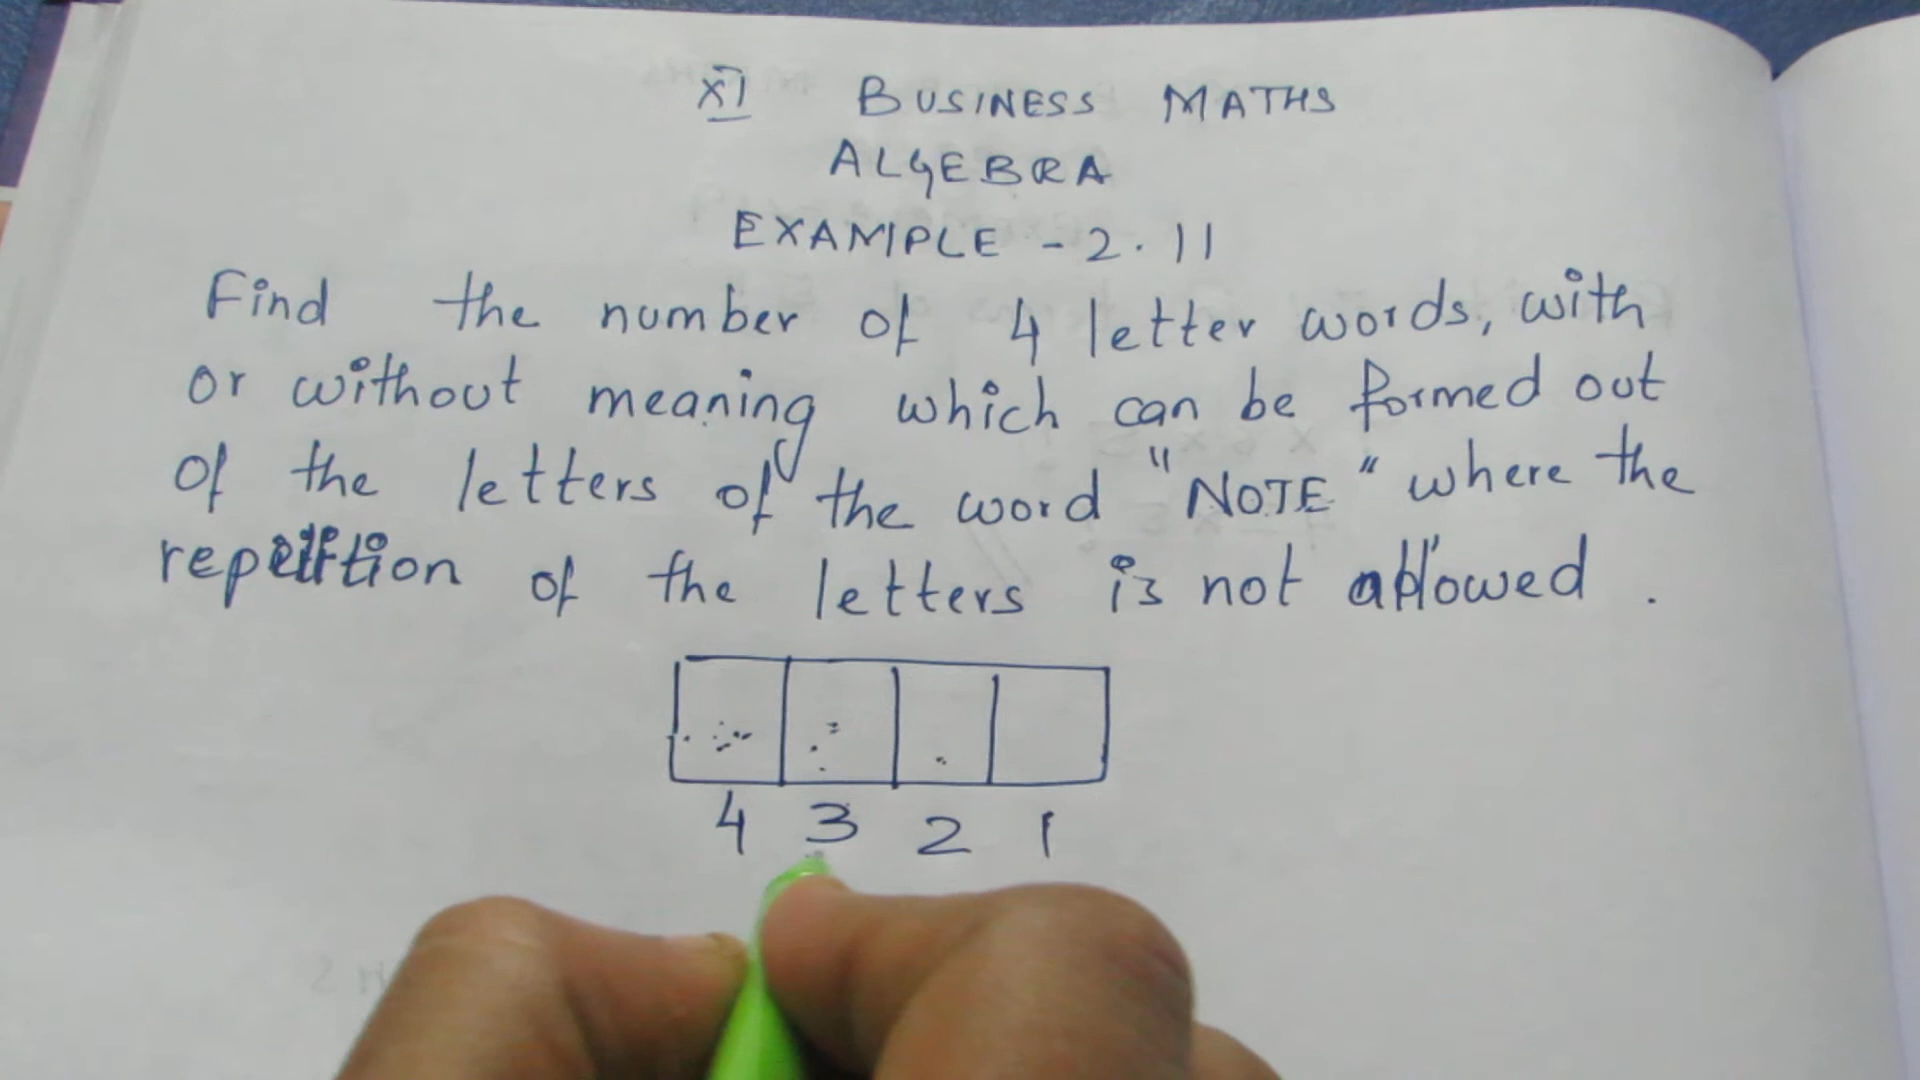 XI BUSINESS MATHS
ALGEBRA
EXAMPLE - 2.11
Find the number of 4 letter words, with
or without meaning which can be formed out
of the letters of the word "NOTE" where the
repetition of the letters is not allowed.
4 3 2 1